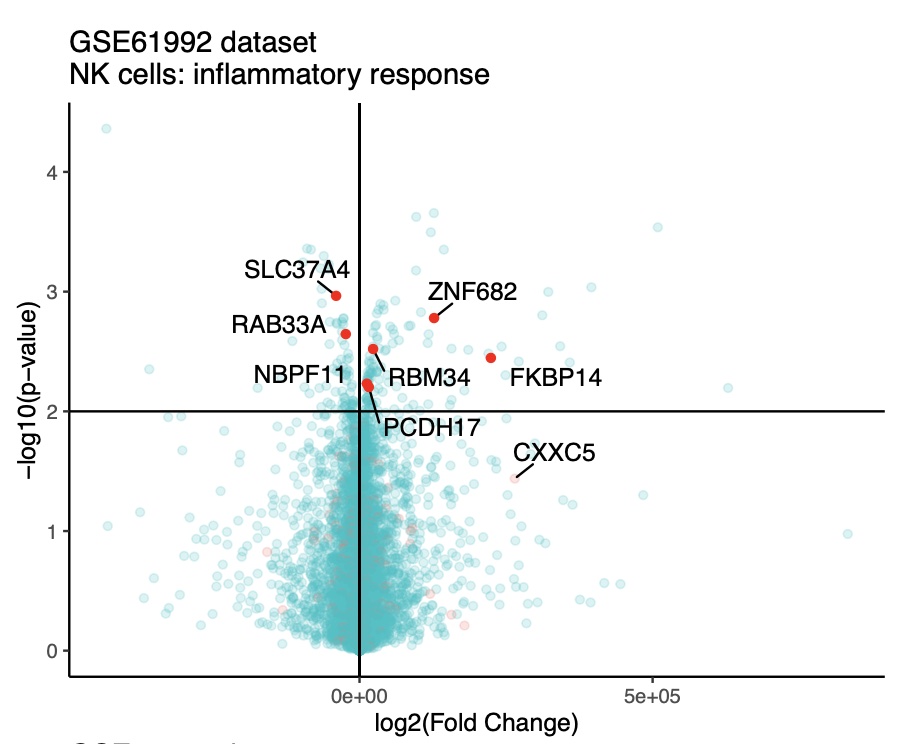 GSE61992 dataset
NK cells: inflammatory response
4
3
2
1
0
−log10(p−value)
SLC37A4
ZNF682
RAB33A
NBPF11
RBM34
FKBP14
PCDH17
CXXC5
0e+00
5e+05
log2(Fold Change)